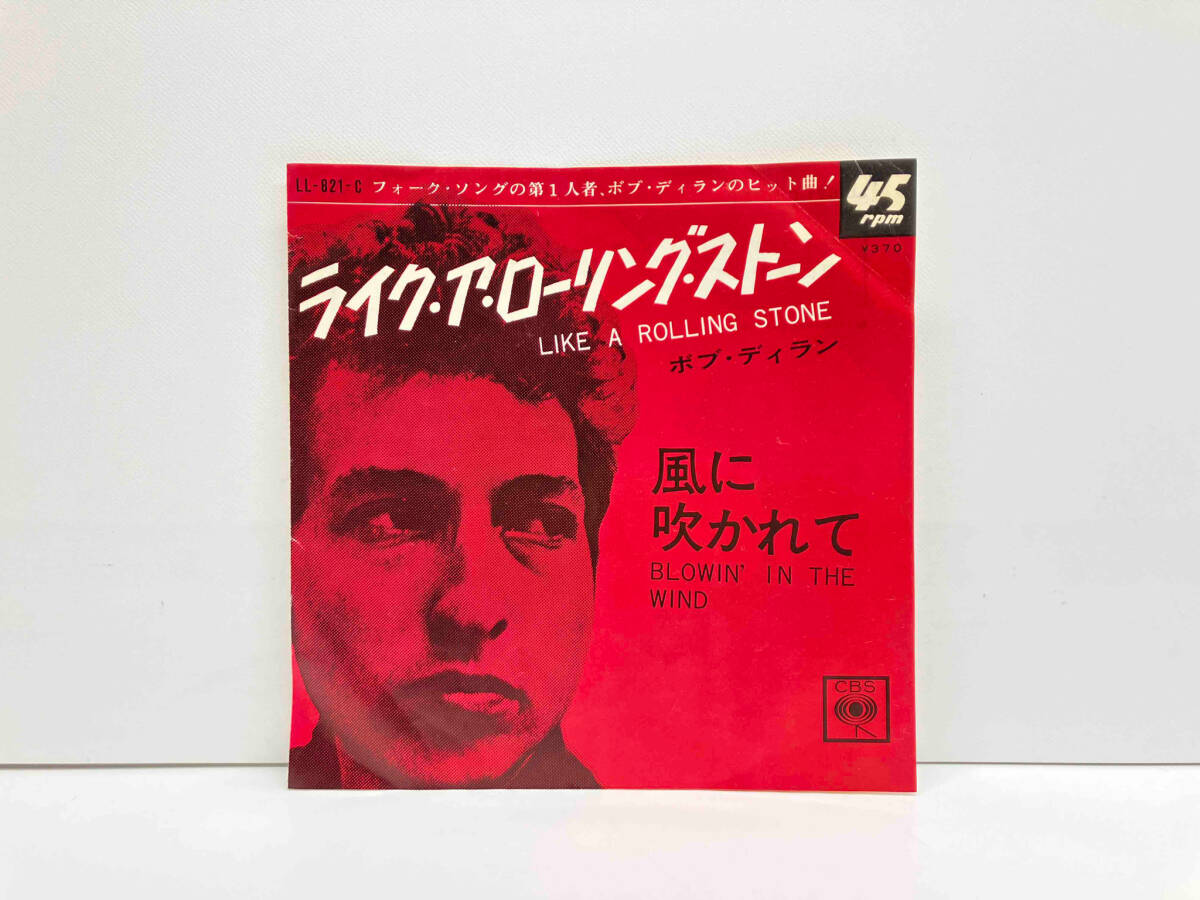 LL-821-C フォーク・ソングの第1人者、ボブ・ディランのヒット曲!
45
rpm
¥370
ライク・ア・ローリング・ストーン
LIKE A ROLLING STONE
ボブ・ディラン
風に
吹かれて
BLOWIN' IN THE
WIND
CBS